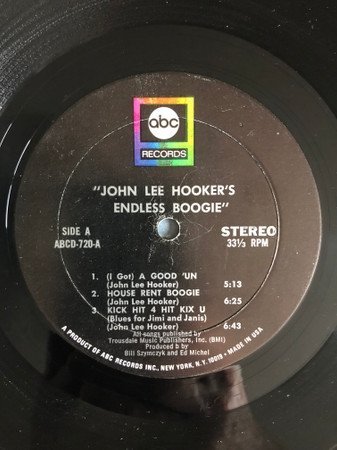 abc
RECORDS
"JOHN LEE HOOKER'S
ENDLESS BOOGIE"
SIDE A
ABCD-720-A
STEREO
33⅓ RPM
1. (I Got) A GOOD 'UN
(John Lee Hooker) 5:13
2. HOUSE RENT BOOGIE
(John Lee Hooker) 6:25
3. KICK HIT 4 HIT KIX U
(Blues for Jimi and Janis)
(John Lee Hooker) 6:43
All songs published by
Trousdale Music Publishers, Inc. (BMI)
Produced by
Bill Szymczyk and Ed Michel
A PRODUCT OF ABC RECORDS INC., NEW YORK, N.Y. 10019 • MADE IN USA